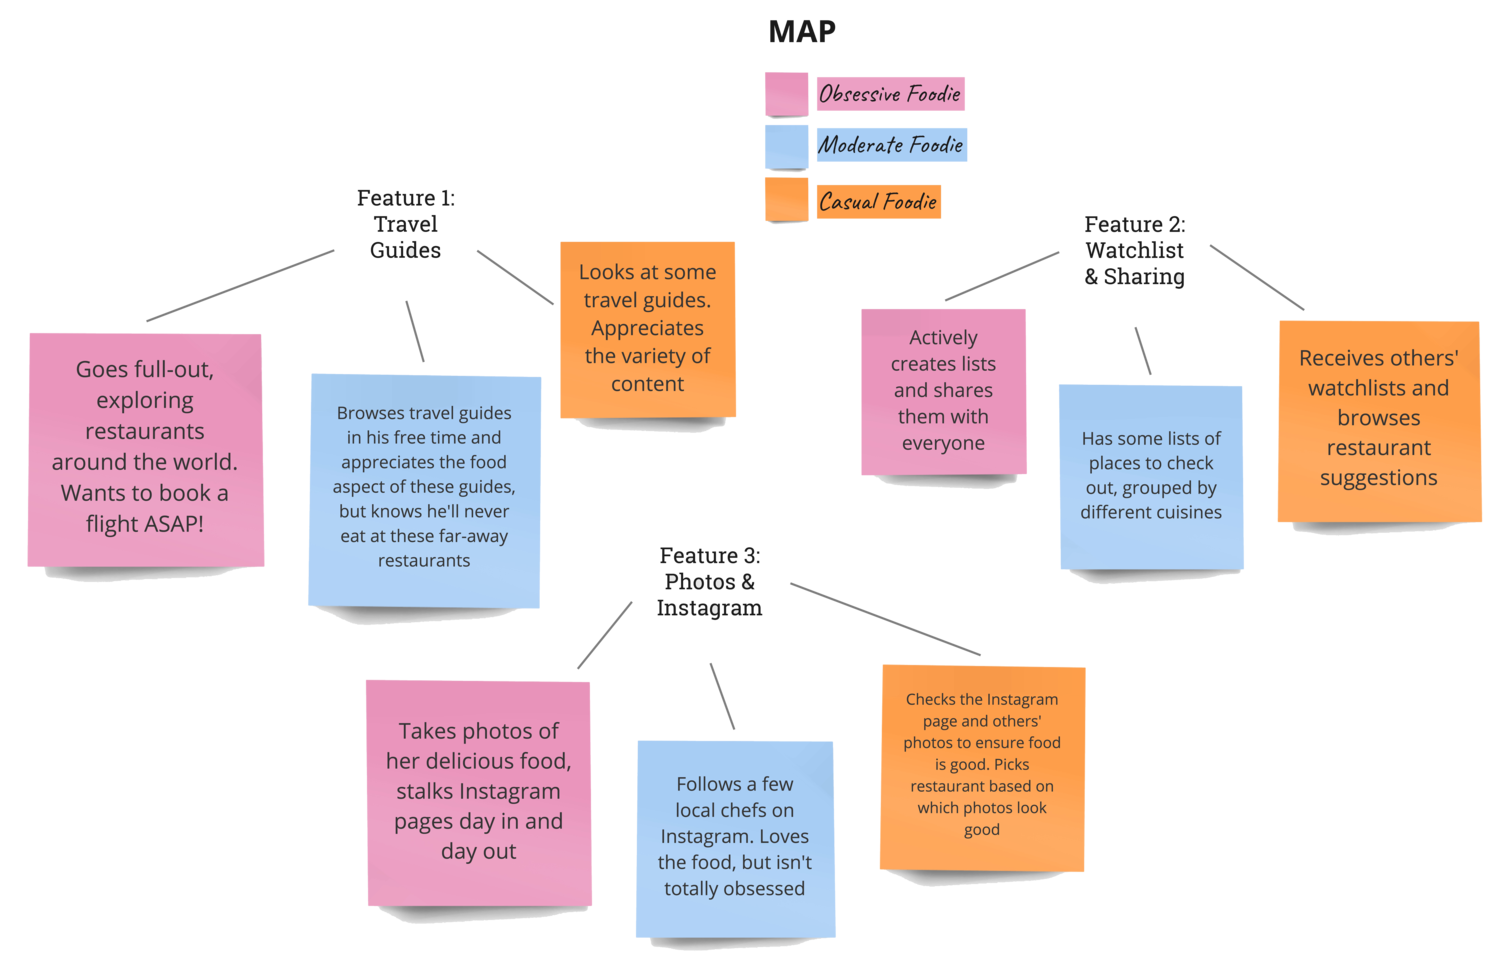 MAP
Obsessive Foodie
Moderate Foodie
Casual Foodie
Feature 1:
Travel
Guides
Goes full-out,
exploring
restaurants
around the world.
Wants to book a
flight ASAP!
Browses travel guides
in his free time and
appreciates the food
aspect of these guides,
but knows he'll never
eat at these far-away
restaurants
Looks at some
travel guides.
Appreciates
the variety of
content
Feature 2:
Watchlist
& Sharing
Actively
creates lists
and shares
them with
everyone
Has some lists of
places to check
out, grouped by
different cuisines
Receives others'
watchlists and
browses
restaurant
suggestions
Feature 3:
Photos &
Instagram
Takes photos of
her delicious food,
stalks Instagram
pages day in and
day out
Follows a few
local chefs on
Instagram. Loves
the food, but isn't
totally obsessed
Checks the Instagram
page and others'
photos to ensure food
is good. Picks
restaurant based on
which photos look
good